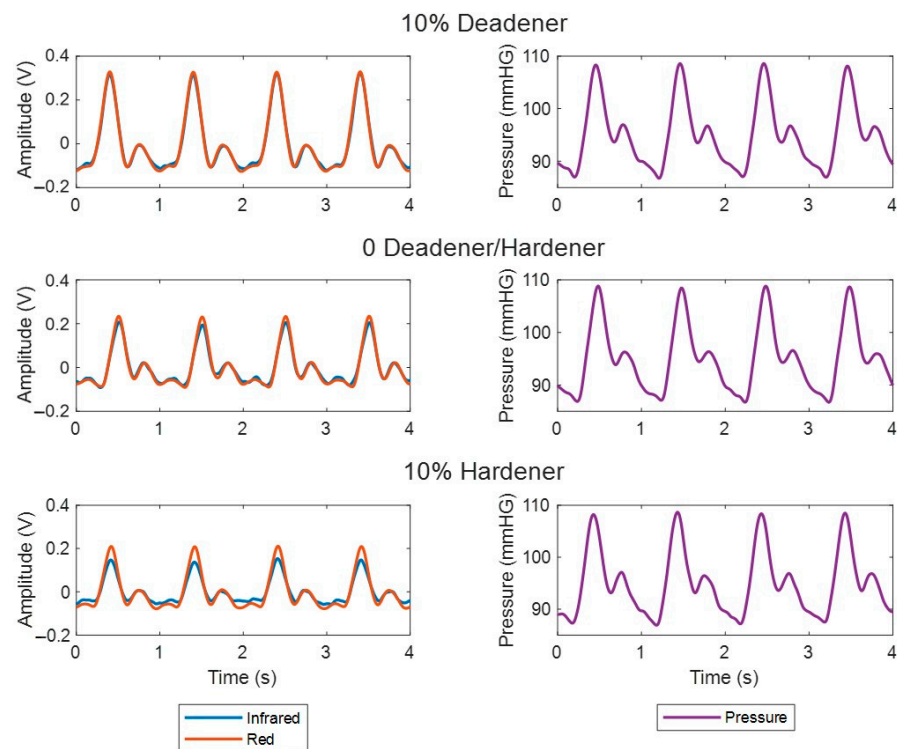 10% Deadener
Amplitude (V)
0.4
0.2
0
–0.2
0 1 2 3 4
Pressure (mmHG)
110
100
90
0 1 2 3 4
0 Deadener/Hardener
Amplitude (V)
0.4
0.2
0
–0.2
0 1 2 3 4
Pressure (mmHG)
110
100
90
0 1 2 3 4
10% Hardener
Amplitude (V)
0.4
0.2
0
–0.2
0 1 2 3 4
Time (s)
Pressure (mmHG)
110
100
90
0 1 2 3 4
Time (s)
Infrared
Red
Pressure